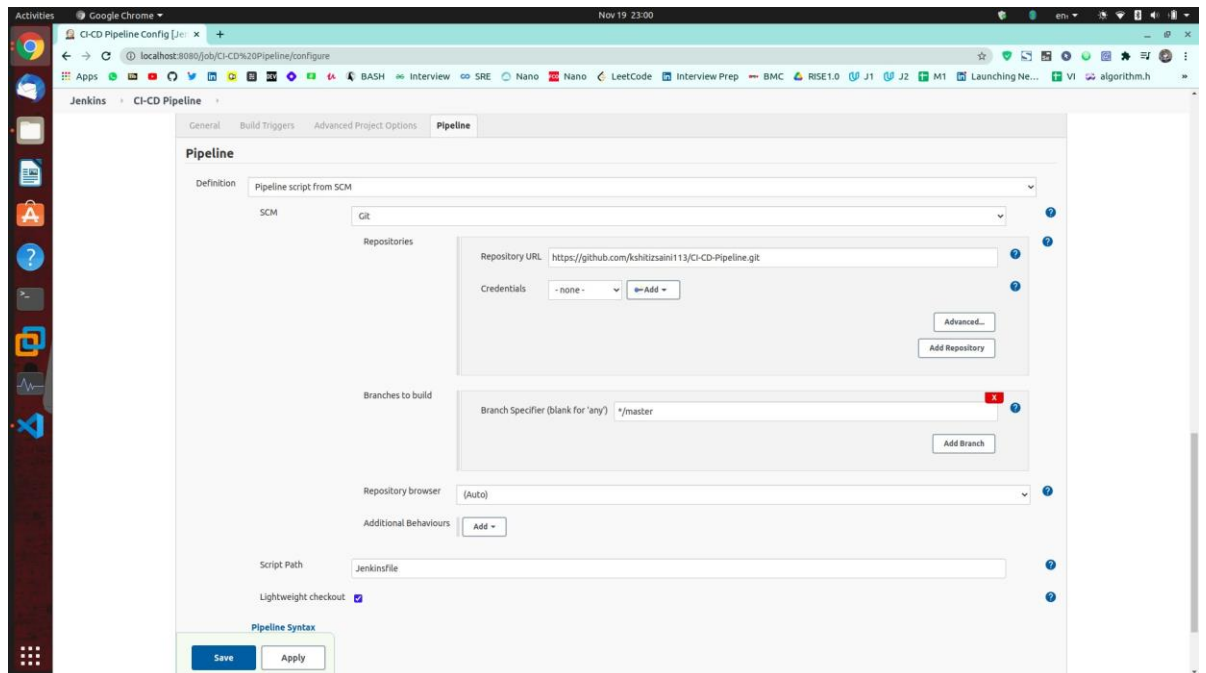 Activities Google Chrome Nov 19 23:00 en₁
CI-CD Pipeline Config [Jen × +
localhost:8080/job/CI-CD%20Pipeline/configure
Apps BASH Interview SRE Nano Nano LeetCode Interview Prep BMC RISE1.0 J1 J2 M1 Launching Ne... VI algorithm.h »
Jenkins CI-CD Pipeline
General Build Triggers Advanced Project Options Pipeline
Pipeline
Definition Pipeline script from SCM
SCM Git
Repositories
Repository URL https://github.com/kshitizsaini113/CI-CD-Pipeline.git
Credentials - none - Add
Advanced...
Add Repository
Branches to build
X
Branch Specifier (blank for 'any') */master
Add Branch
Repository browser (Auto)
Additional Behaviours Add
Script Path Jenkinsfile
Lightweight checkout
Pipeline Syntax
Save Apply